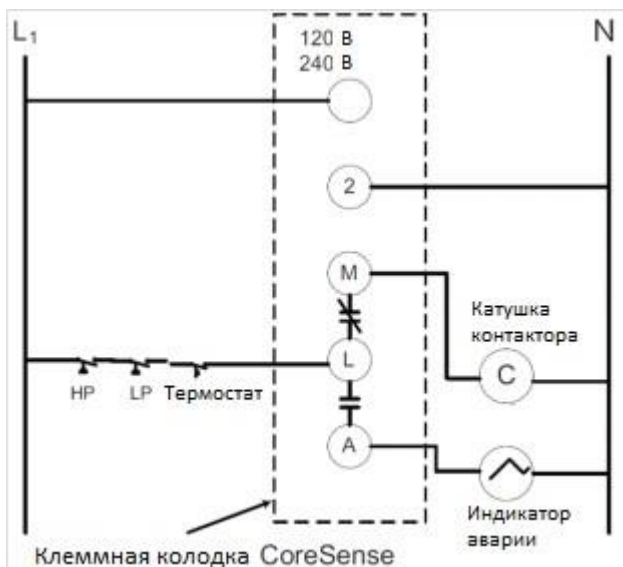 L₁
N
120 В
240 В
2
M
Катушка
контактора
L
C
HP
LP
Термостат
A
Индикатор
аварии
Клеммная колодка CoreSense